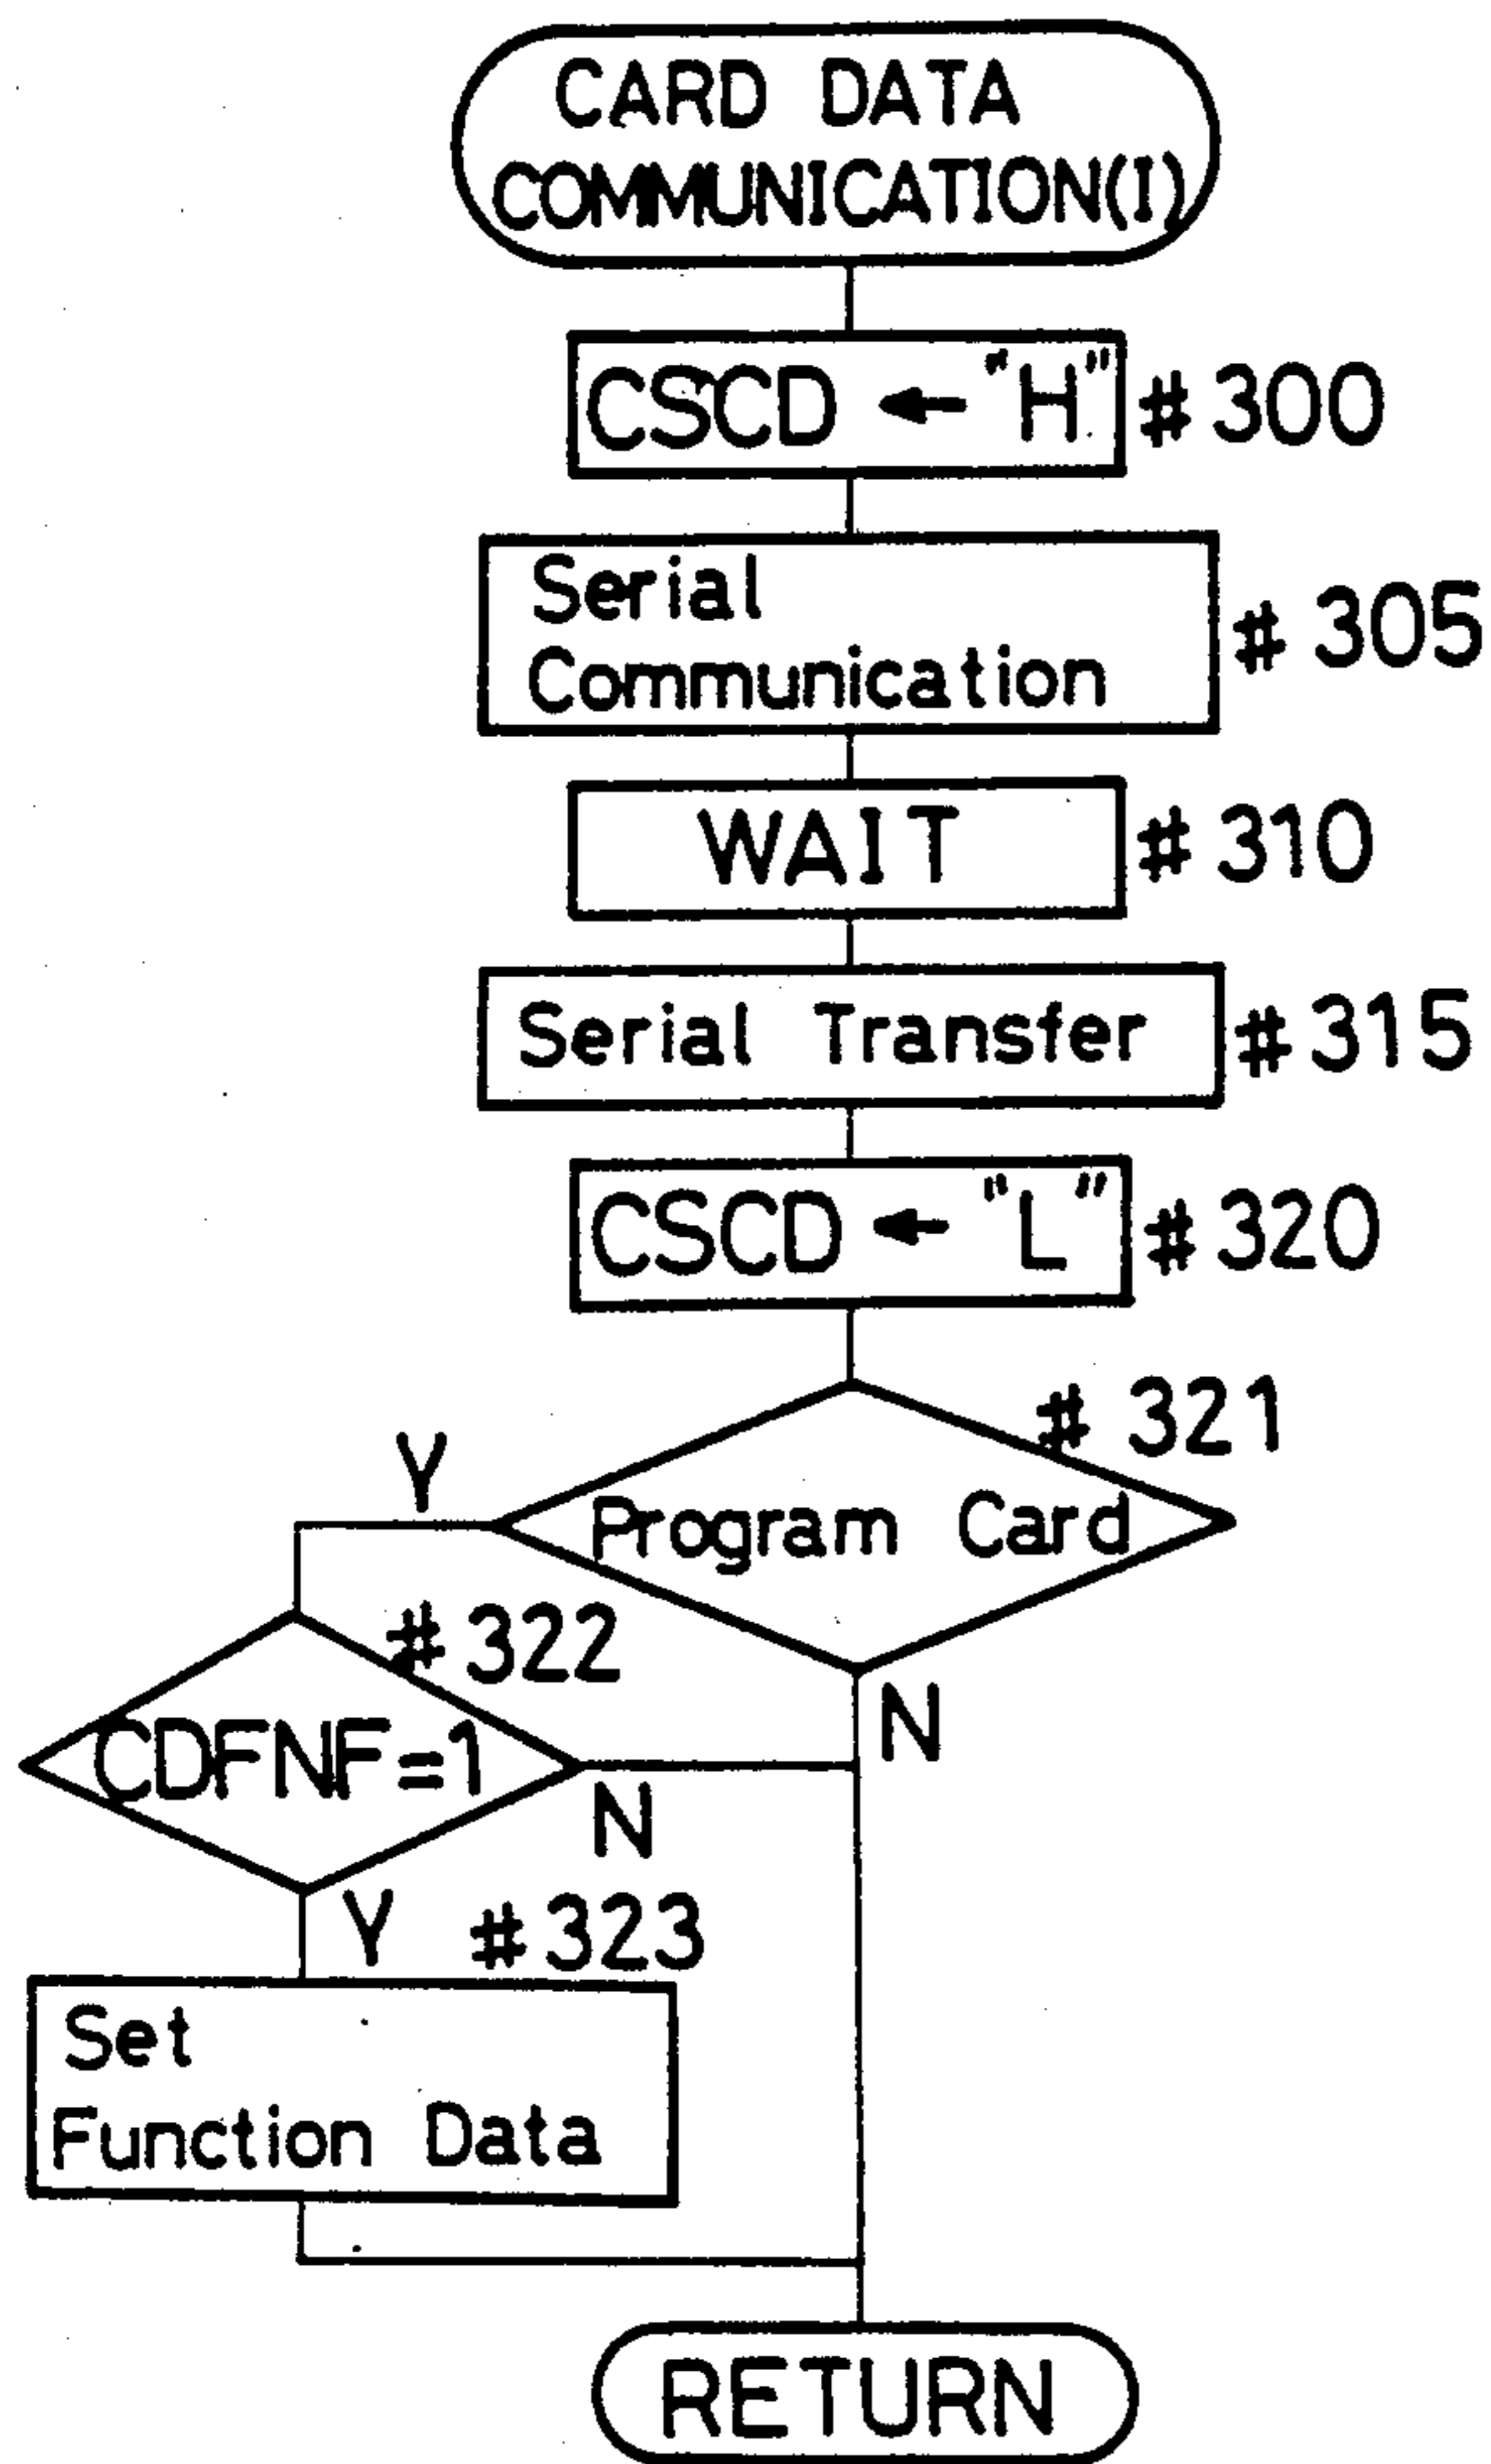 CARD DATA
COMMUNICATION(I)
CSCD ← "H" #300
Serial
Communication
#305
WAIT #310
Serial Transfer #315
CSCD ← "L" #320
#321
Y
Program Card
#322
N
CDFNF=1
N
Y #323
Set
Function Data
RETURN